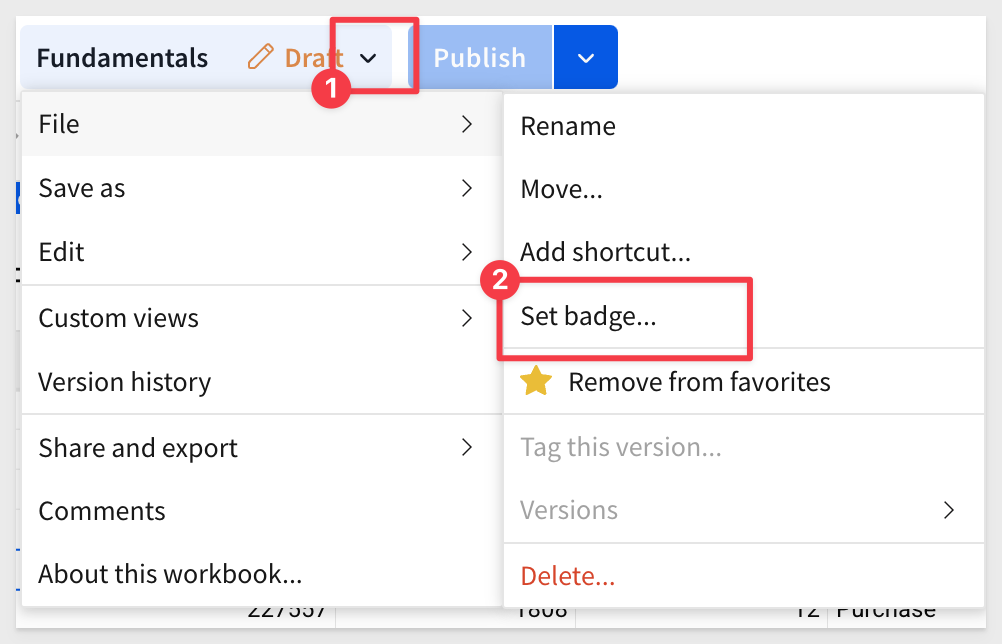 Fundamentals Draft Publish
1
File
Save as
Edit
Custom views
Version history
Share and export
Comments
About this workbook...
Rename
Move...
Add shortcut...
2
Set badge...
Remove from favorites
Tag this version...
Versions
Delete...
227557 1808 12 Purchase